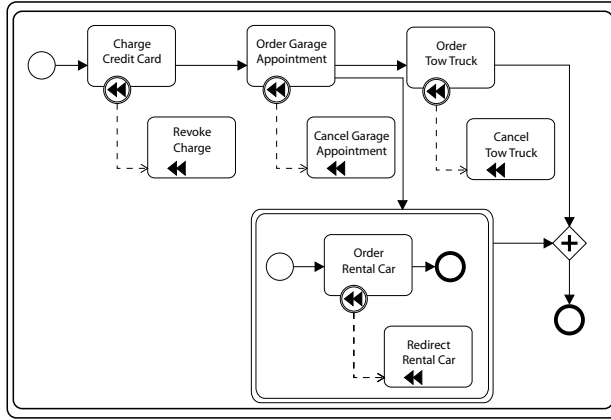 Charge
Credit Card
Order Garage
Appointment
Order
Tow Truck
Revoke
Charge
Cancel Garage
Appointment
Cancel
Tow Truck
Order
Rental Car
Redirect
Rental Car